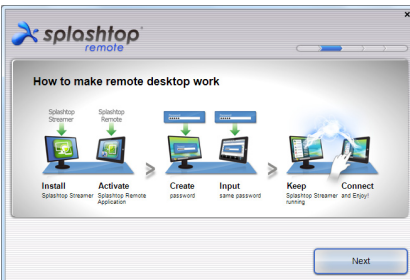 splashtop
remote
How to make remote desktop work
Splashtop Streamer
Splashtop Remote
Install
Splashtop Streamer
Activate
Splashtop Remote Application
Create
password
Input
same password
Keep
Splashtop Streamer running
Connect
and Enjoy!
Next